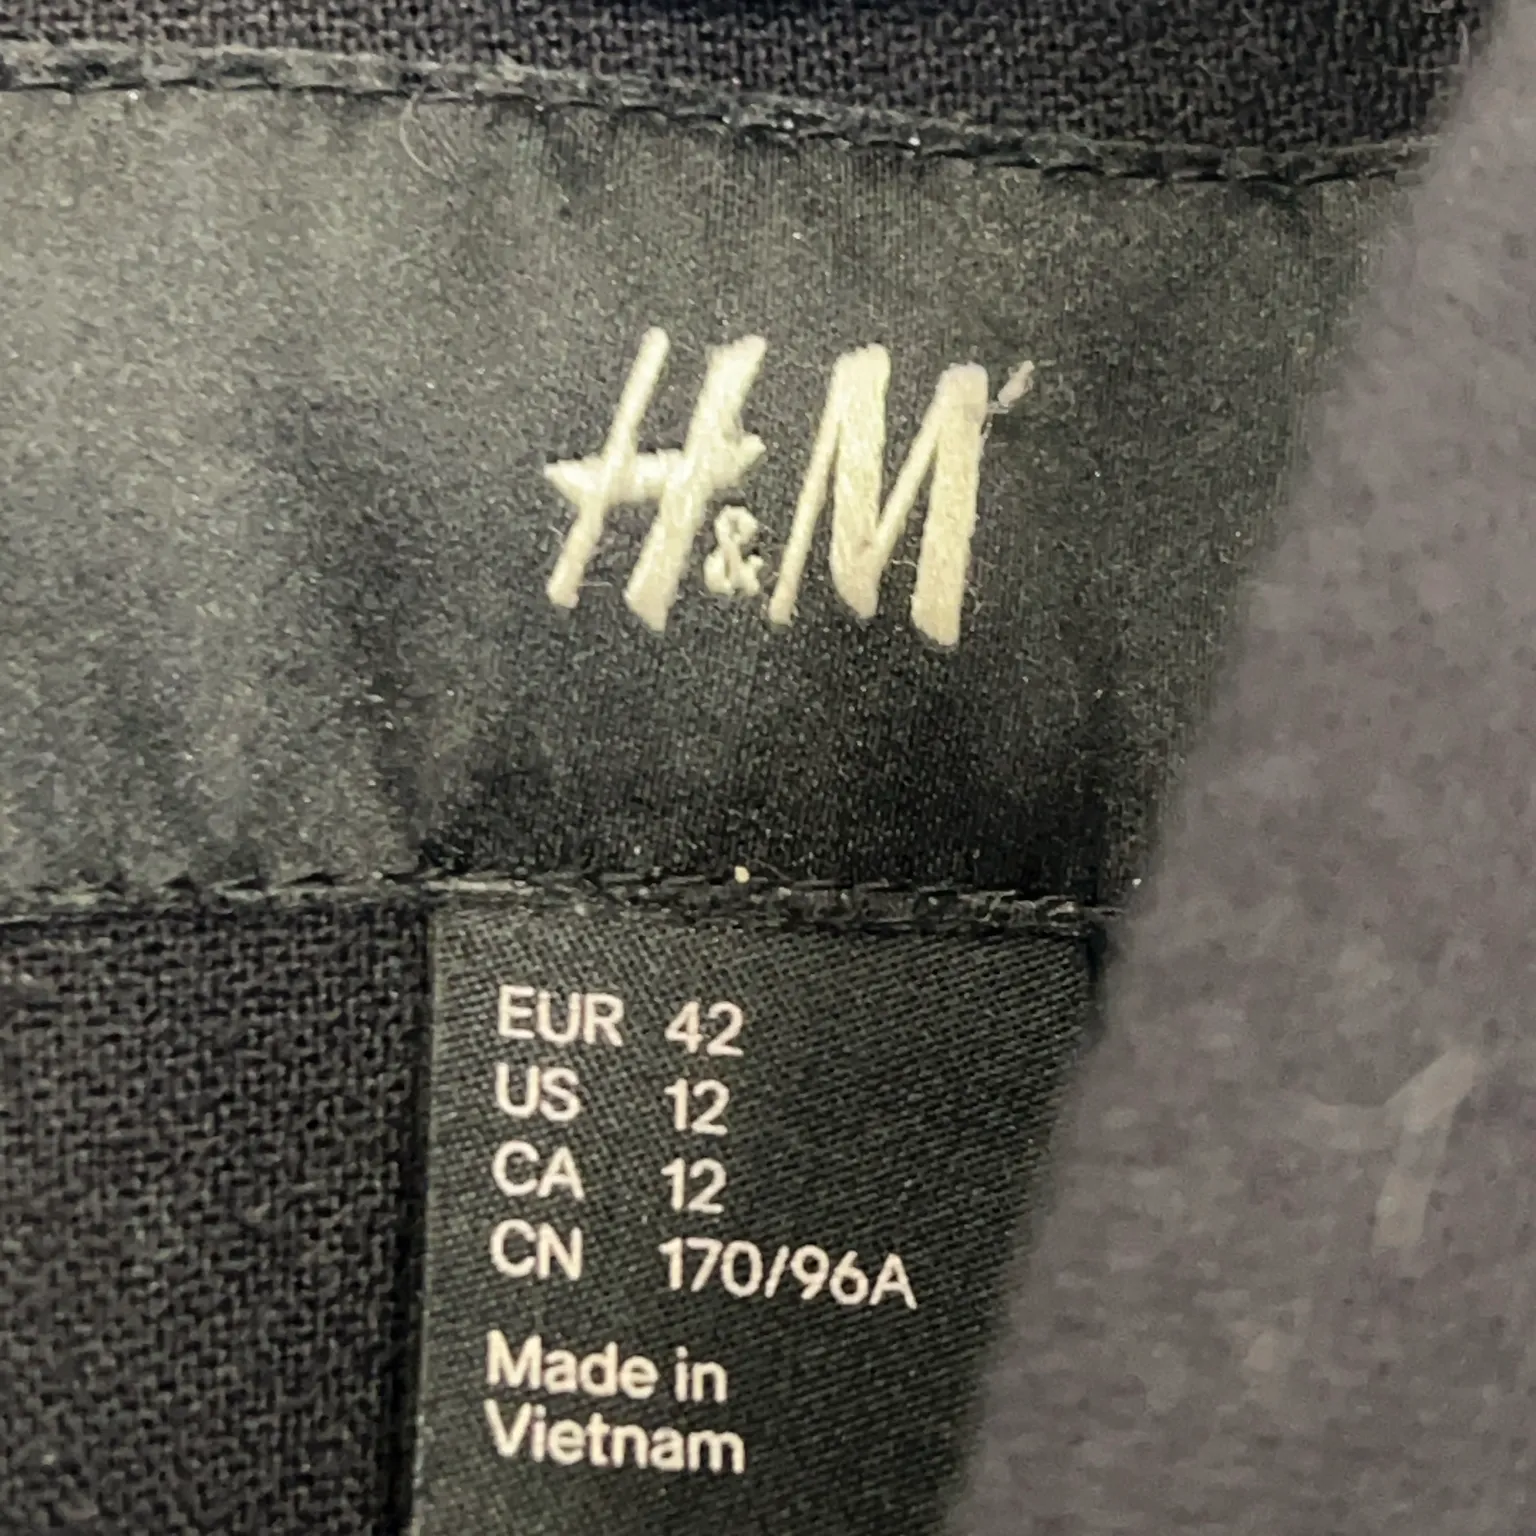 H&M
EUR 42
US 12
CA 12
CN 170/96A
Made in
Vietnam